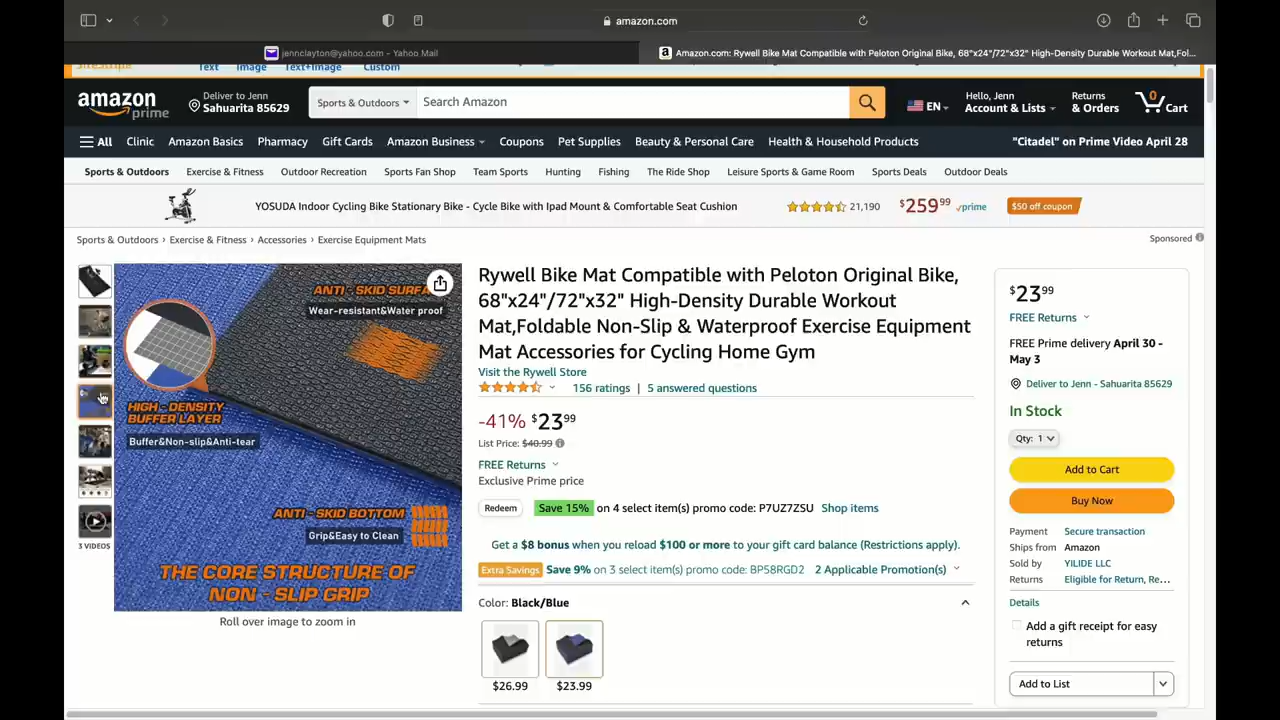 amazon.com
jennclayton@yahoo.com - Yahoo Mail
Amazon.com: Rywell Bike Mat Compatible with Peloton Original Bike, 68"x24"/72"x32" High-Density Durable Workout Mat,Fol...
SiteStripe Text Image Text+Image Custom
amazon prime
Deliver to Jenn
Sahuarita 85629
Sports & Outdoors
Search Amazon
EN
Hello, Jenn
Account & Lists
Returns
& Orders
0
Cart
All Clinic Amazon Basics Pharmacy Gift Cards Amazon Business Coupons Pet Supplies Beauty & Personal Care Health & Household Products "Citadel" on Prime Video April 28
Sports & Outdoors Exercise & Fitness Outdoor Recreation Sports Fan Shop Team Sports Hunting Fishing The Ride Shop Leisure Sports & Game Room Sports Deals Outdoor Deals
YOSUDA Indoor Cycling Bike Stationary Bike - Cycle Bike with Ipad Mount & Comfortable Seat Cushion 21,190 $259 99 prime $50 off coupon
Sports & Outdoors › Exercise & Fitness › Accessories › Exercise Equipment Mats
Sponsored
ANTI - SKID SURFA
Wear-resistant&Water proof
HIGH - DENSITY
BUFFER LAYER
Buffer&Non-slip&Anti-tear
ANTI - SKID BOTTOM
Grip&Easy to Clean
THE CORE STRUCTURE OF
NON - SLIP GRIP
3 VIDEOS
Roll over image to zoom in
Rywell Bike Mat Compatible with Peloton Original Bike,
68"x24"/72"x32" High-Density Durable Workout
Mat,Foldable Non-Slip & Waterproof Exercise Equipment
Mat Accessories for Cycling Home Gym
Visit the Rywell Store
156 ratings | 5 answered questions
-41% $23 99
List Price: $40.99
FREE Returns
Exclusive Prime price
Redeem Save 15% on 4 select item(s) promo code: P7UZ7ZSU Shop items
Get a $8 bonus when you reload $100 or more to your gift card balance (Restrictions apply).
Extra Savings Save 9% on 3 select item(s) promo code: BP58RGD2 2 Applicable Promotion(s)
Color: Black/Blue
$26.99 $23.99
$23 99
FREE Returns
FREE Prime delivery April 30 -
May 3
Deliver to Jenn - Sahuarita 85629
In Stock
Qty: 1
Add to Cart
Buy Now
Payment Secure transaction
Ships from Amazon
Sold by YILIDE LLC
Returns Eligible for Return, Re...
Details
Add a gift receipt for easy
returns
Add to List